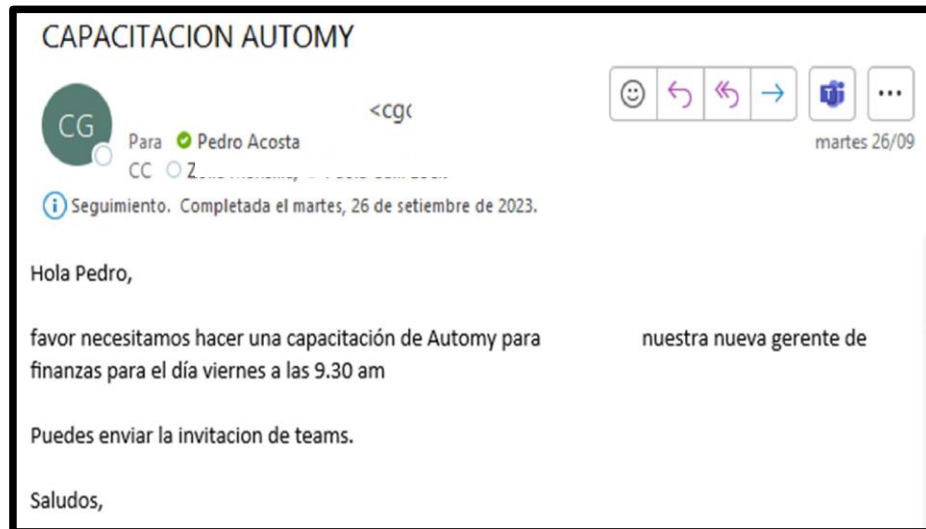 CAPACITACION AUTOMY
CG
<cgc
Para Pedro Acosta
CC
martes 26/09
Seguimiento. Completada el martes, 26 de setiembre de 2023.
Hola Pedro,
favor necesitamos hacer una capacitación de Automy para nuestra nueva gerente de
finanzas para el día viernes a las 9.30 am
Puedes enviar la invitacion de teams.
Saludos,